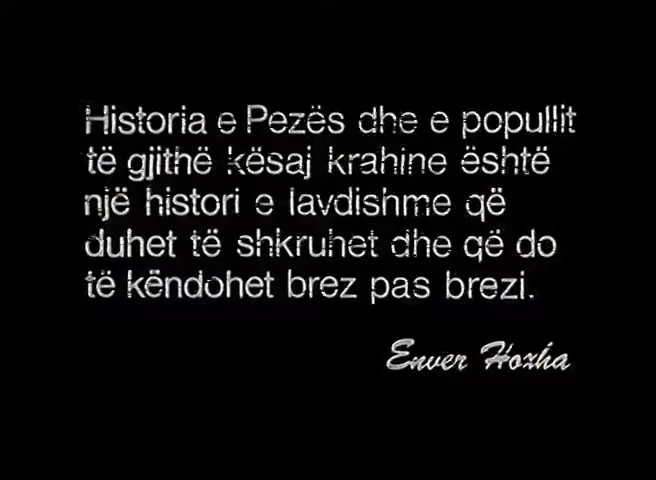 Historia e Pezës dhe e popullit
të gjithë kësaj krahine është
një histori e lavdishme që
duhet të shkruhet dhe që do
të këndohet brez pas brezi.
Enver Hoxha